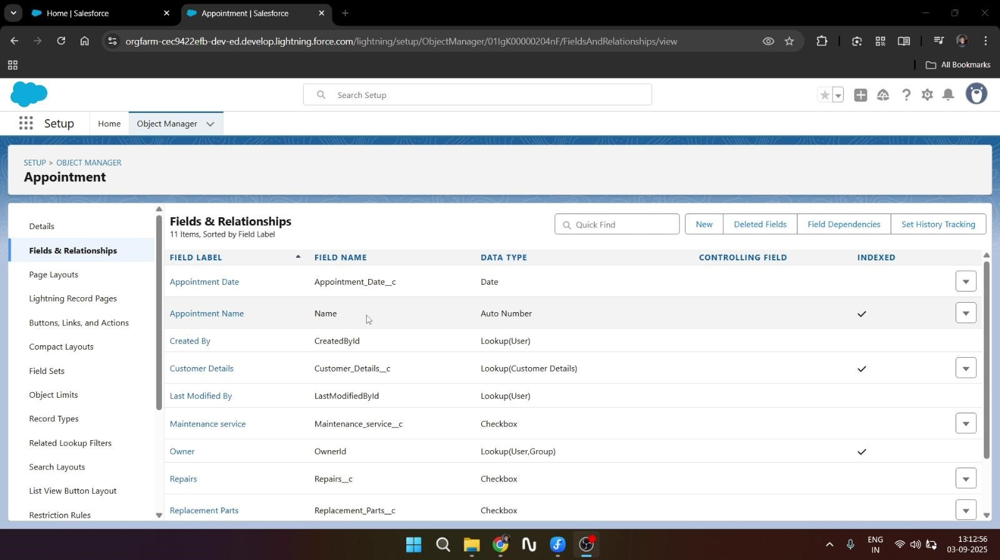 Home | Salesforce
Appointment | Salesforce
orgfarm-cec9422efb-dev-ed.develop.lightning.force.com/lightning/setup/ObjectManager/01IgK00000204nF/FieldsAndRelationships/view
All Bookmarks
Search Setup
Setup
Home
Object Manager
SETUP > OBJECT MANAGER
Appointment
Details
Fields & Relationships
Page Layouts
Lightning Record Pages
Buttons, Links, and Actions
Compact Layouts
Field Sets
Object Limits
Record Types
Related Lookup Filters
Search Layouts
List View Button Layout
Restriction Rules
Fields & Relationships
11 Items, Sorted by Field Label
Quick Find
New
Deleted Fields
Field Dependencies
Set History Tracking
FIELD LABEL FIELD NAME DATA TYPE CONTROLLING FIELD INDEXED
Appointment Date Appointment_Date__c Date
Appointment Name Name Auto Number
Created By CreatedById Lookup(User)
Customer Details Customer_Details__c Lookup(Customer Details)
Last Modified By LastModifiedById Lookup(User)
Maintenance service Maintenance_service__c Checkbox
Owner OwnerId Lookup(User,Group)
Repairs Repairs__c Checkbox
Replacement Parts Replacement_Parts__c Checkbox
ENG
IN
13:12:56
03-09-2025